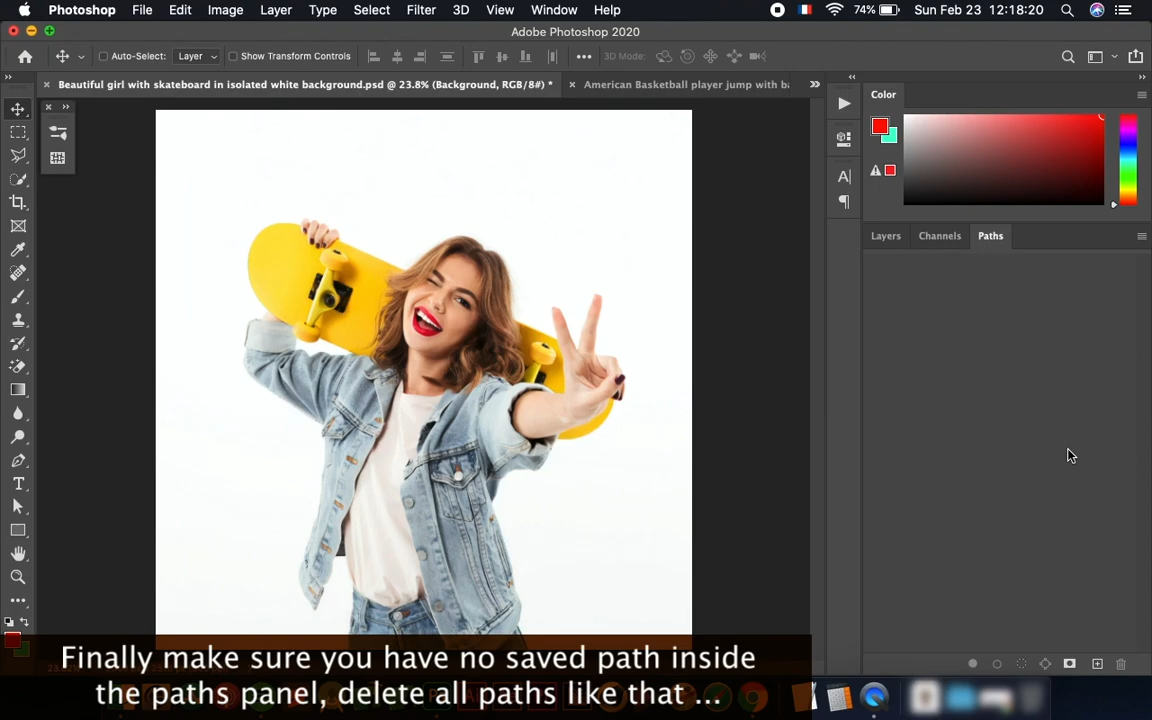 Photoshop File Edit Image Layer Type Select Filter 3D View Window Help 74% Sun Feb 23 12:18:20
Adobe Photoshop 2020
Auto-Select: Layer Show Transform Controls 3D Mode:
Beautiful girl with skateboard in isolated white background.psd @ 23.8% (Background, RGB/8#) * American Basketball player jump with ba
Color
Layers Channels Paths
Finally make sure you have no saved path inside
the paths panel, delete all paths like that ...